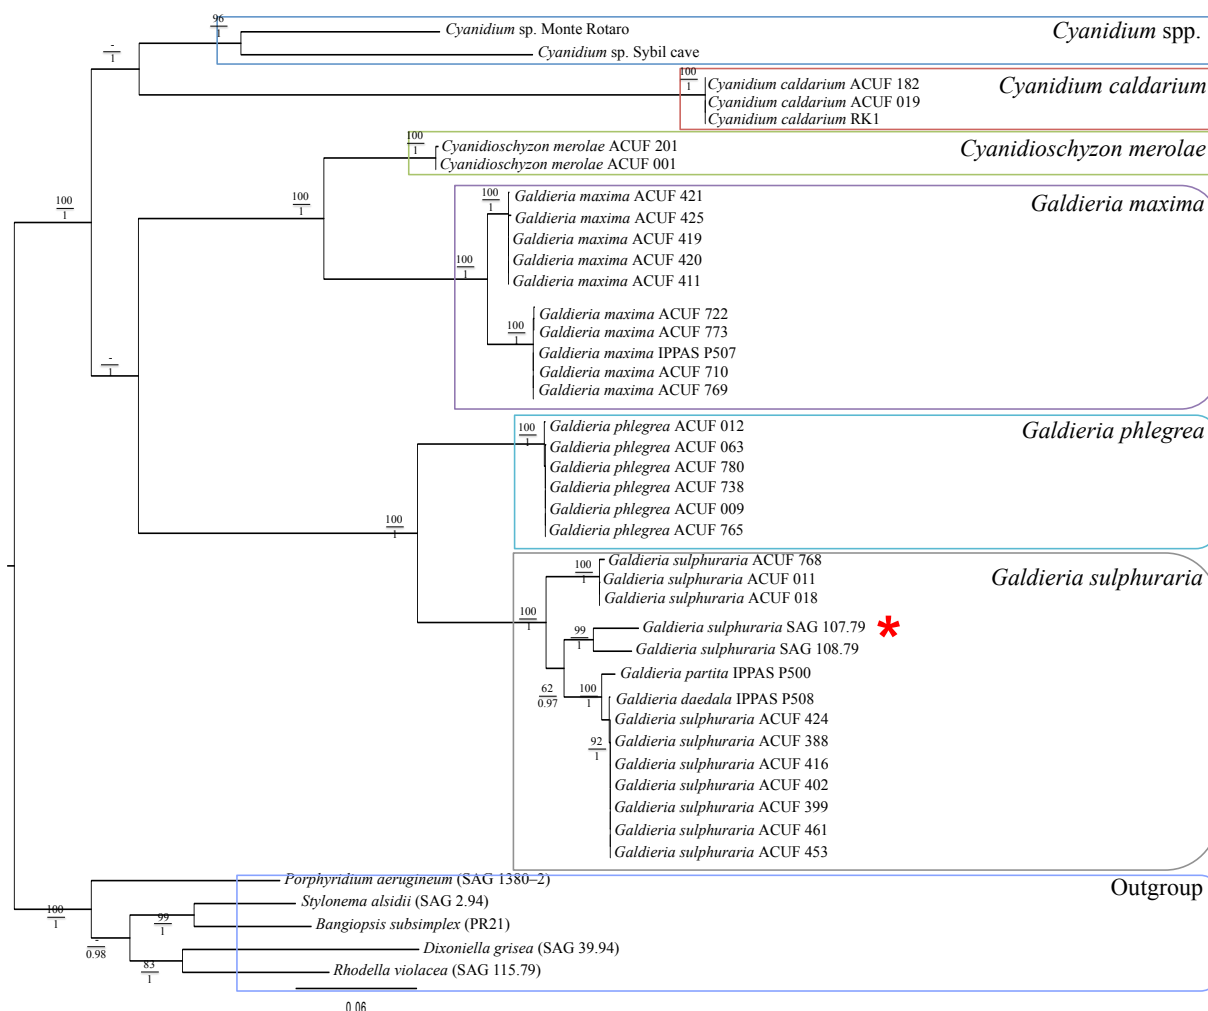 96
1
Cyanidium sp. Monte Rotaro
Cyanidium spp.
-
1
Cyanidium sp. Sybil cave
100
1
Cyanidium caldarium ACUF 182
Cyanidium caldarium
Cyanidium caldarium ACUF 019
Cyanidium caldarium RK1
100
1
Cyanidioschyzon merolae ACUF 201
Cyanidioschyzon merolae
Cyanidioschyzon merolae ACUF 001
100
1
100
1
100
1
Galdieria maxima ACUF 421
Galdieria maxima
Galdieria maxima ACUF 425
Galdieria maxima ACUF 419
100
1
Galdieria maxima ACUF 420
Galdieria maxima ACUF 411
Galdieria maxima ACUF 722
100
1
Galdieria maxima ACUF 773
Galdieria maxima IPPAS P507
-
1
Galdieria maxima ACUF 710
Galdieria maxima ACUF 769
100
1
Galdieria phlegrea ACUF 012
Galdieria phlegrea
Galdieria phlegrea ACUF 063
Galdieria phlegrea ACUF 780
Galdieria phlegrea ACUF 738
Galdieria phlegrea ACUF 009
100
1
Galdieria phlegrea ACUF 765
Galdieria sulphuraria ACUF 768
100
1
Galdieria sulphuraria ACUF 011
Galdieria sulphuraria
Galdieria sulphuraria ACUF 018
100
1
Galdieria sulphuraria SAG 107.79 *
99
1
Galdieria sulphuraria SAG 108.79
Galdieria partita IPPAS P500
62
0.97
100
1
Galdieria daedala IPPAS P508
Galdieria sulphuraria ACUF 424
92
1
Galdieria sulphuraria ACUF 388
Galdieria sulphuraria ACUF 416
Galdieria sulphuraria ACUF 402
Galdieria sulphuraria ACUF 399
Galdieria sulphuraria ACUF 461
Galdieria sulphuraria ACUF 453
Porphyridium aerugineum (SAG 1380–2)
Outgroup
100
1
Stylonema alsidii (SAG 2.94)
99
1
Bangiopsis subsimplex (PR21)
-
0.98
Dixoniella grisea (SAG 39.94)
83
1
Rhodella violacea (SAG 115.79)
0.06